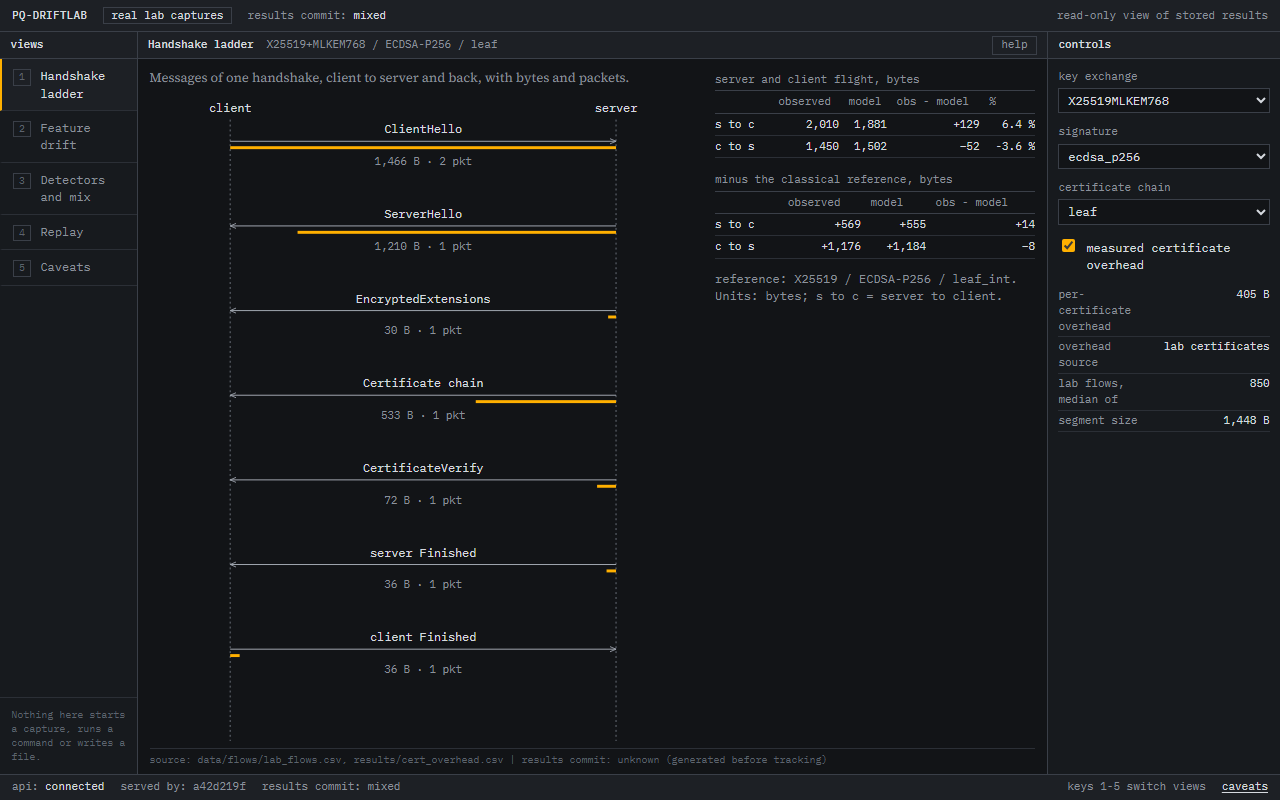 PQ-DRIFTLAB real lab captures results commit: mixed read-only view of stored results
views
1 Handshake
ladder
2 Feature
drift
3 Detectors
and mix
4 Replay
5 Caveats
Nothing here starts
a capture, runs a
command or writes a
file.
Handshake ladder X25519+MLKEM768 / ECDSA-P256 / leaf help
Messages of one handshake, client to server and back, with bytes and packets.
client server
ClientHello
1,466 B · 2 pkt
ServerHello
1,210 B · 1 pkt
EncryptedExtensions
30 B · 1 pkt
Certificate chain
533 B · 1 pkt
CertificateVerify
72 B · 1 pkt
server Finished
36 B · 1 pkt
client Finished
36 B · 1 pkt
server and client flight, bytes
observed model obs - model %
s to c 2,010 1,881 +129 6.4 %
c to s 1,450 1,502 −52 -3.6 %
minus the classical reference, bytes
observed model obs - model
s to c +569 +555 +14
c to s +1,176 +1,184 −8
reference: X25519 / ECDSA-P256 / leaf_int.
Units: bytes; s to c = server to client.
source: data/flows/lab_flows.csv, results/cert_overhead.csv | results commit: unknown (generated before tracking)
controls
key exchange
X25519MLKEM768
signature
ecdsa_p256
certificate chain
leaf
measured certificate
overhead
per- 405 B
certificate
overhead
overhead lab certificates
source
lab flows, 850
median of
segment size 1,448 B
api: connected served by: a42d219f results commit: mixed keys 1-5 switch views caveats